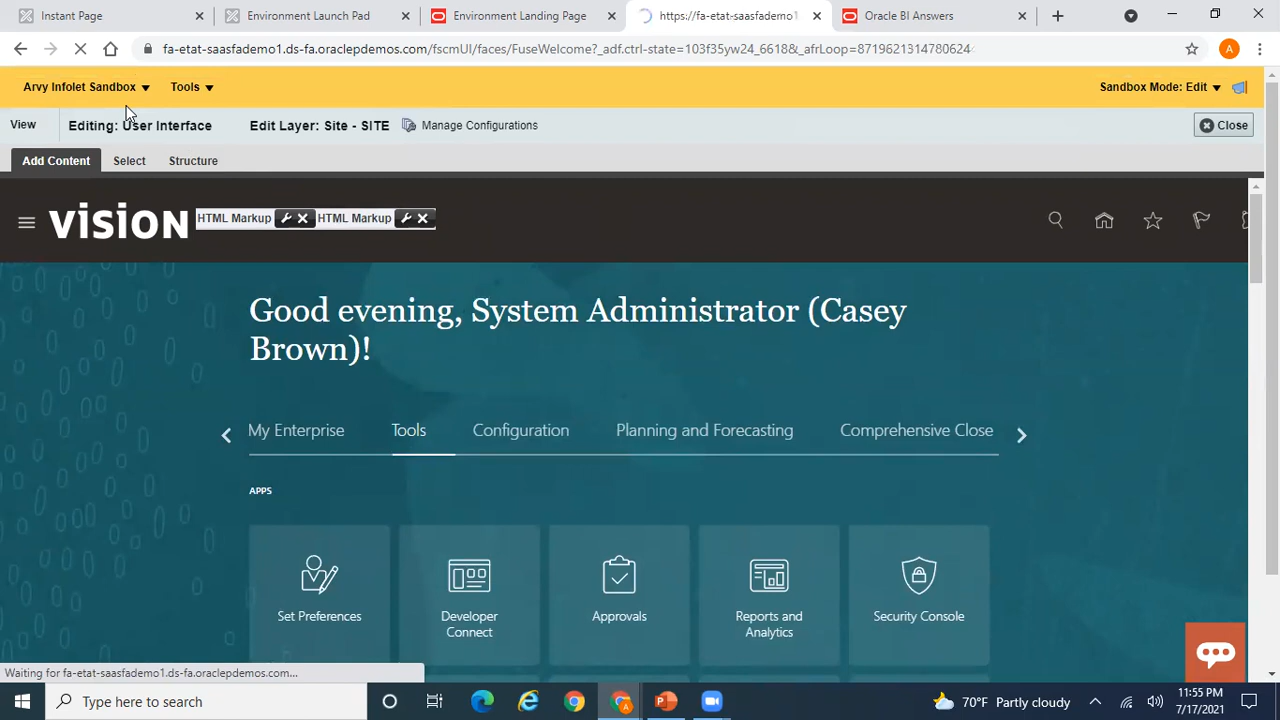 Instant Page
Environment Launch Pad
Environment Landing Page
https://fa-etat-saasfademo1
Oracle BI Answers
fa-etat-saasfademo1.ds-fa.oraclepdemos.com/fscmUI/faces/FuseWelcome?_adf.ctrl-state=103f35yw24_6618&_afrLoop=8719621314780624
A
Arvy Infolet Sandbox
Tools
Sandbox Mode: Edit
View
Editing: User Interface
Edit Layer: Site - SITE
Manage Configurations
Close
Add Content
Select
Structure
VISION
HTML Markup
HTML Markup
Good evening, System Administrator (Casey
Brown)!
My Enterprise
Tools
Configuration
Planning and Forecasting
Comprehensive Close
APPS
Set Preferences
Developer
Connect
Approvals
Reports and
Analytics
Security Console
Waiting for fa-etat-saasfademo1.ds-fa.oraclepdemos.com...
Type here to search
70°F Partly cloudy
11:55 PM
7/17/2021